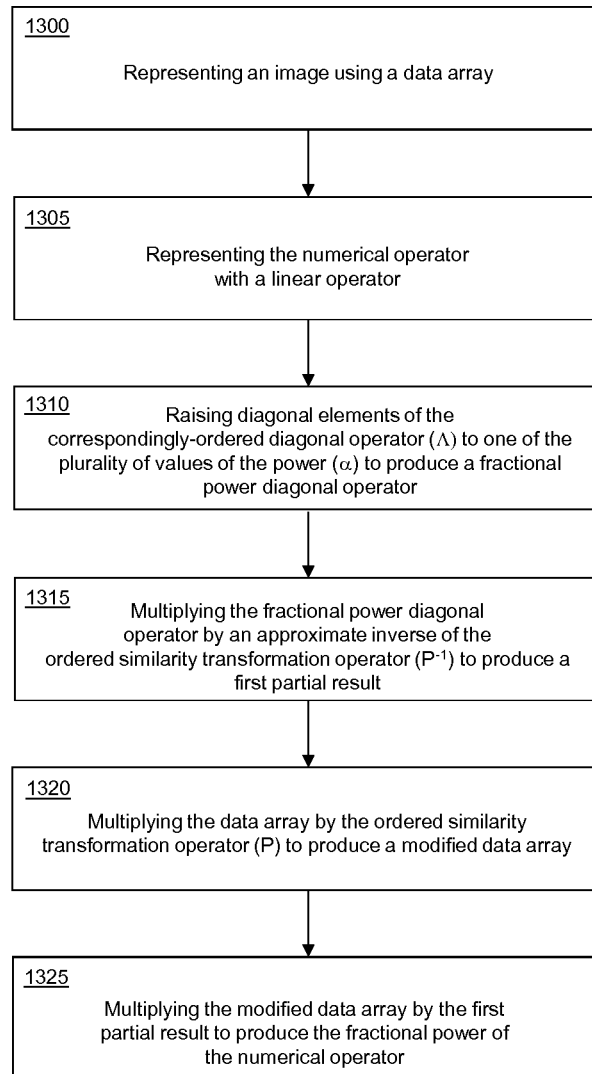 1300
Representing an image using a data array
1305
Representing the numerical operator
with a linear operator
1310
Raising diagonal elements of the
correspondingly-ordered diagonal operator (Λ) to one of the
plurality of values of the power (α) to produce a fractional
power diagonal operator
1315
Multiplying the fractional power diagonal
operator by an approximate inverse of the
ordered similarity transformation operator (P⁻¹) to produce a
first partial result
1320
Multiplying the data array by the ordered similarity
transformation operator (P) to produce a modified data array
1325
Multiplying the modified data array by the first
partial result to produce the fractional power of
the numerical operator